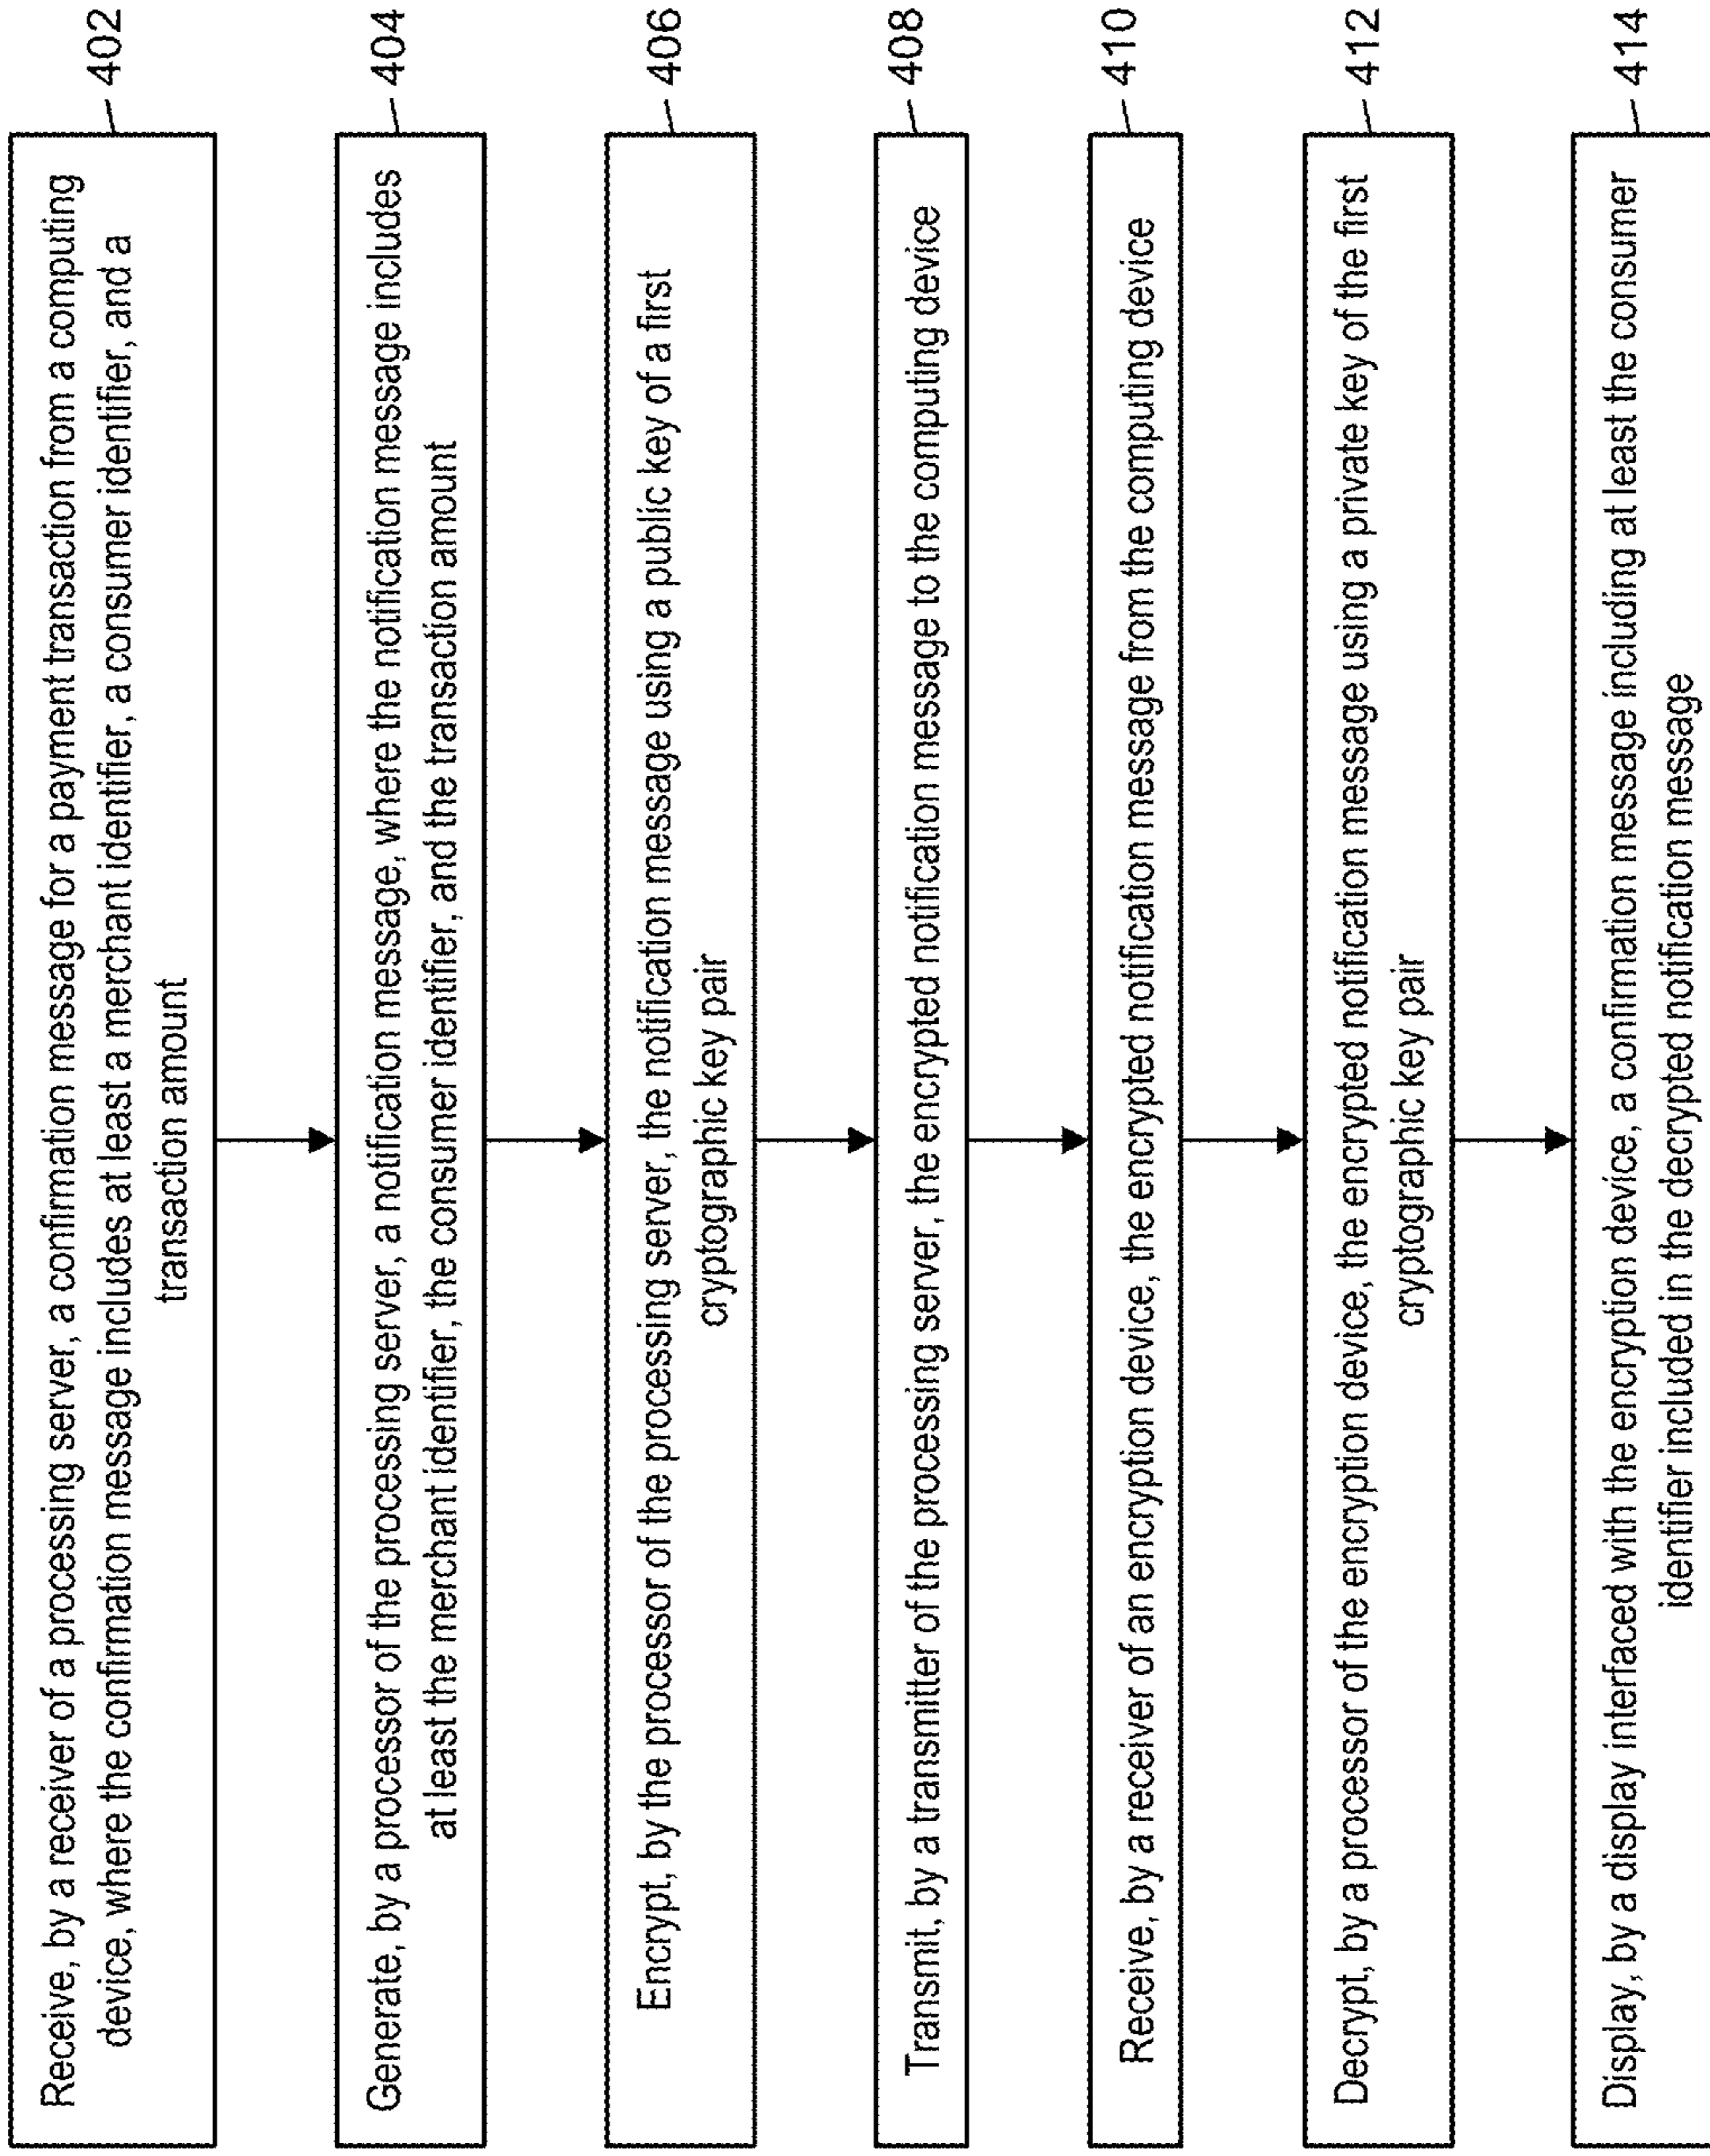 Receive, by a receiver of a processing server, a confirmation message for a payment transaction from a computing
device, where the confirmation message includes at least a merchant identifier, a consumer identifier, and a
transaction amount
402
Generate, by a processor of the processing server, a notification message, where the notification message includes
at least the merchant identifier, the consumer identifier, and the transaction amount
404
Encrypt, by the processor of the processing server, the notification message using a public key of a first
cryptographic key pair
406
Transmit, by a transmitter of the processing server, the encrypted notification message to the computing device
408
Receive, by a receiver of an encryption device, the encrypted notification message from the computing device
410
Decrypt, by a processor of the encryption device, the encrypted notification message using a private key of the first
cryptographic key pair
412
Display, by a display interfaced with the encryption device, a confirmation message including at least the consumer
identifier included in the decrypted notification message
414